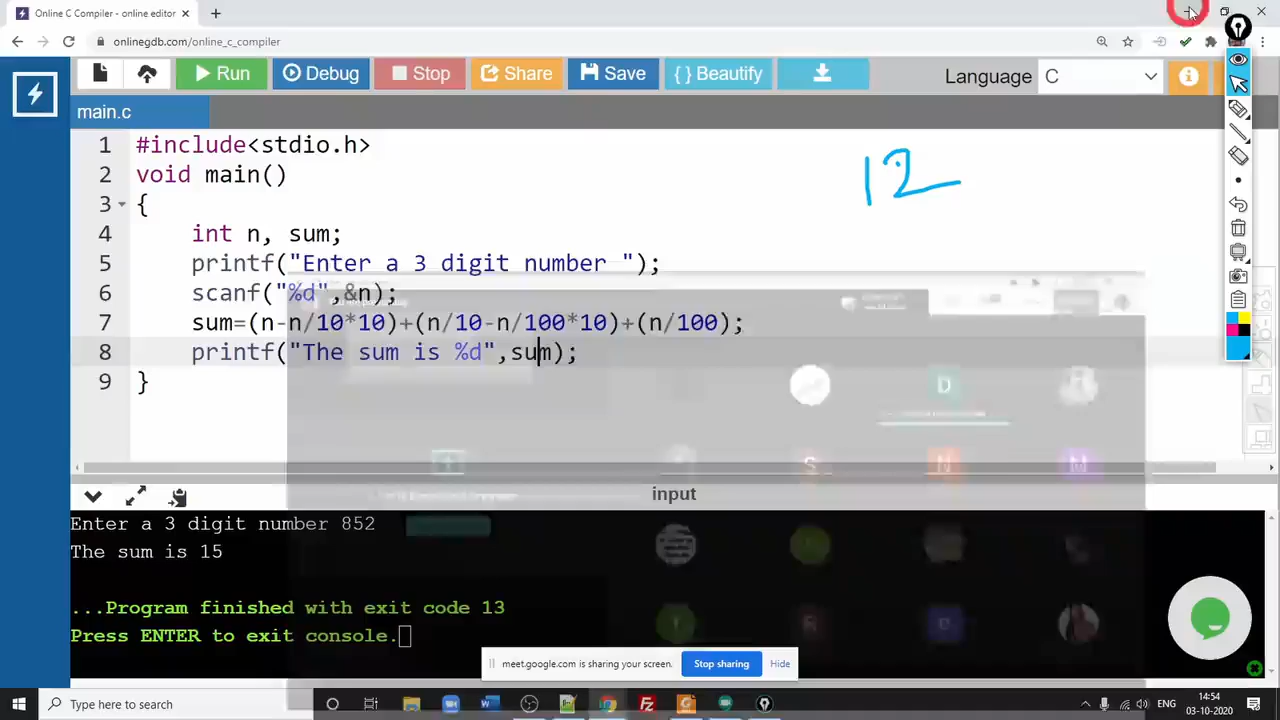 Online C Compiler - online editor
onlinegdb.com/online_c_compiler
Run
Debug
Stop
Share
Save
{ } Beautify
Language
C
main.c
1 #include<stdio.h>
2 void main()
3 {
4 int n, sum;
5 printf("Enter a 3 digit number ");
6 scanf("%d",&n);
7 sum=(n-n/10*10)+(n/10-n/100*10)+(n/100);
8 printf("The sum is %d",sum);
9 }
12
input
Enter a 3 digit number 852
The sum is 15
...Program finished with exit code 13
Press ENTER to exit console.
meet.google.com is sharing your screen.
Stop sharing
Hide
Type here to search
ENG
14:54
03-10-2020